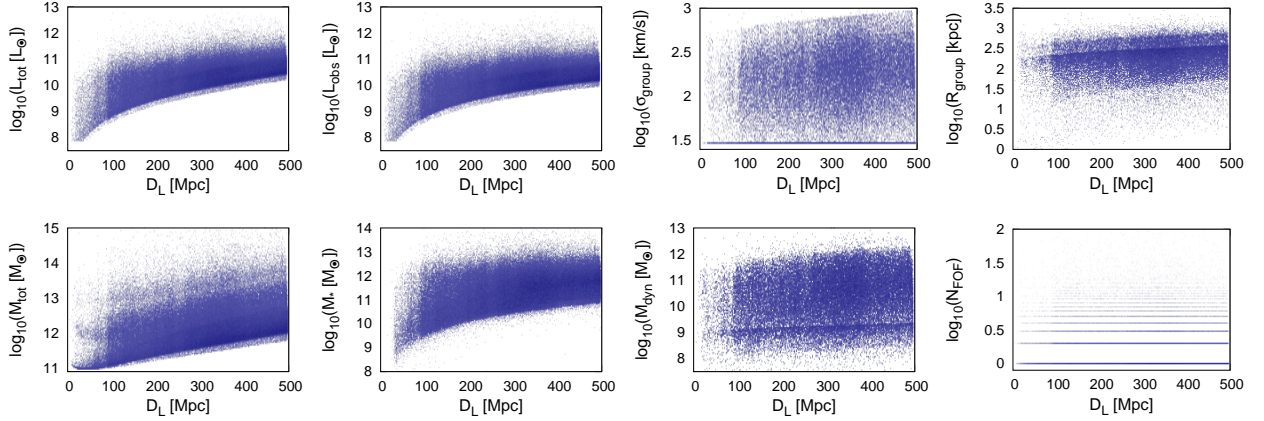 log10(Ltot [L⊙])
13
12
11
10
9
8
0 100 200 300 400 500
DL [Mpc]
log10(Lobs [L⊙])
13
12
11
10
9
8
0 100 200 300 400 500
DL [Mpc]
log10(σgroup [km/s])
3
2.5
2
1.5
0 100 200 300 400 500
DL [Mpc]
log10(Rgroup [kpc])
3.5
3
2.5
2
1.5
1
0.5
0
0 100 200 300 400 500
DL [Mpc]
log10(Mtot [M⊙])
15
14
13
12
11
0 100 200 300 400 500
DL [Mpc]
log10(M* [M⊙])
14
13
12
11
10
9
8
0 100 200 300 400 500
DL [Mpc]
log10(Mdyn [M⊙])
13
12
11
10
9
8
0 100 200 300 400 500
DL [Mpc]
log10(NFOF)
2
1.5
1
0.5
0
0 100 200 300 400 500
DL [Mpc]